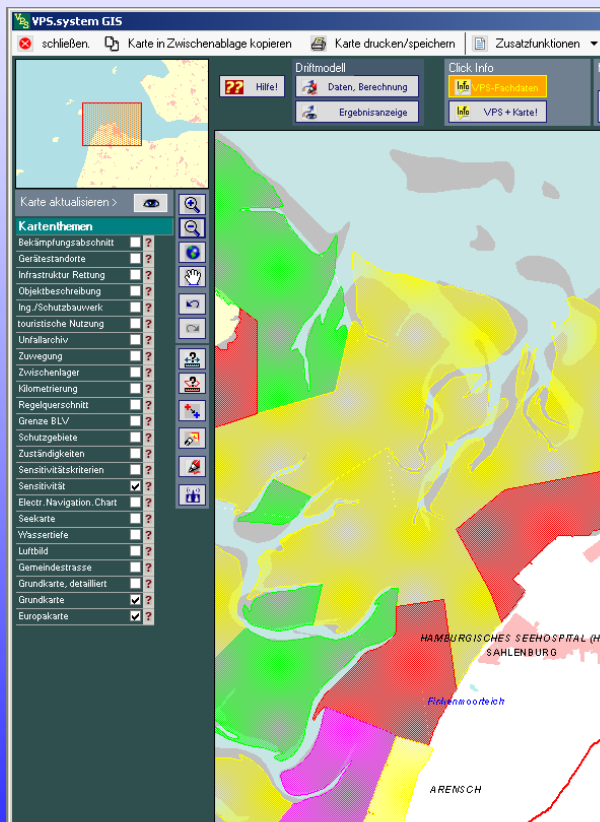 VPS.system GIS
schließen. Karte in Zwischenablage kopieren Karte drucken/speichern Zusatzfunktionen
Driftmodell Click Info
?? Hilfe! Daten, Berechnung Info VPS-Fachdaten
Ergebnisanzeige Info VPS + Karte!
Karte aktualisieren >
Kartenthemen
Bekämpfungsabschnitt ?
Gerätestandorte ?
Infrastruktur Rettung ?
Objektbeschreibung ?
Ing./Schutzbauwerk ?
touristische Nutzung ?
Unfallarchiv ?
Zuwegung ?
Zwischenlager ?
Kilometrierung ?
Regelquerschnitt ?
Grenze BLV ?
Schutzgebiete ?
Zuständigkeiten ?
Sensitivitätskriterien ?
Sensitivität ?
Electr.Navigation.Chart ?
Seekarte ?
Wassertiefe ?
Luftbild ?
Gemeindestrasse ?
Grundkarte, detailliert ?
Grundkarte ?
Europakarte ?
HAMBURGISCHES SEEHOSPITAL (H
SAHLENBURG
Finkenmoorteich
ARENSCH